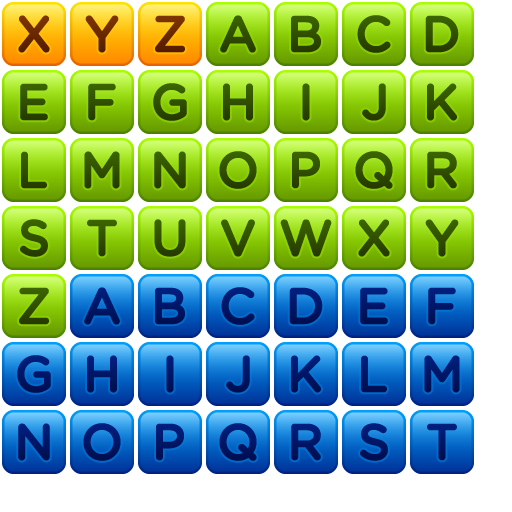 X Y Z A B C D
E F G H I J K
L M N O P Q R
S T U V W X Y
Z A B C D E F
G H I J K L M
N O P Q R S T